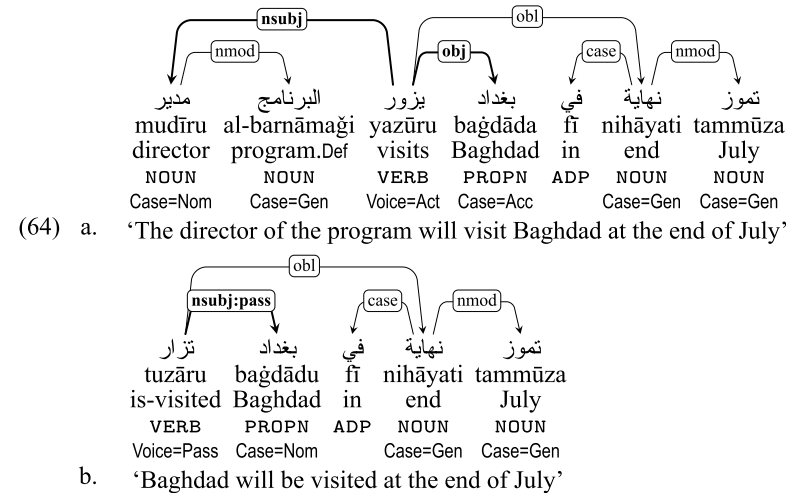 nsubj obl
nmod obj case nmod
مدير البرنامج يزور بغداد في نهاية تموز
mudīru al-barnāmaǧi yazūru baġdāda fī nihāyati tammūza
director program.Def visits Baghdad in end July
NOUN NOUN VERB PROPN ADP NOUN NOUN
Case=Nom Case=Gen Voice=Act Case=Acc Case=Gen Case=Gen
(64) a. ‘The director of the program will visit Baghdad at the end of July’
obl
nsubj:pass case nmod
تزار بغداد في نهاية تموز
tuzāru baġdādu fī nihāyati tammūza
is-visited Baghdad in end July
VERB PROPN ADP NOUN NOUN
Voice=Pass Case=Nom Case=Gen Case=Gen
b. ‘Baghdad will be visited at the end of July’